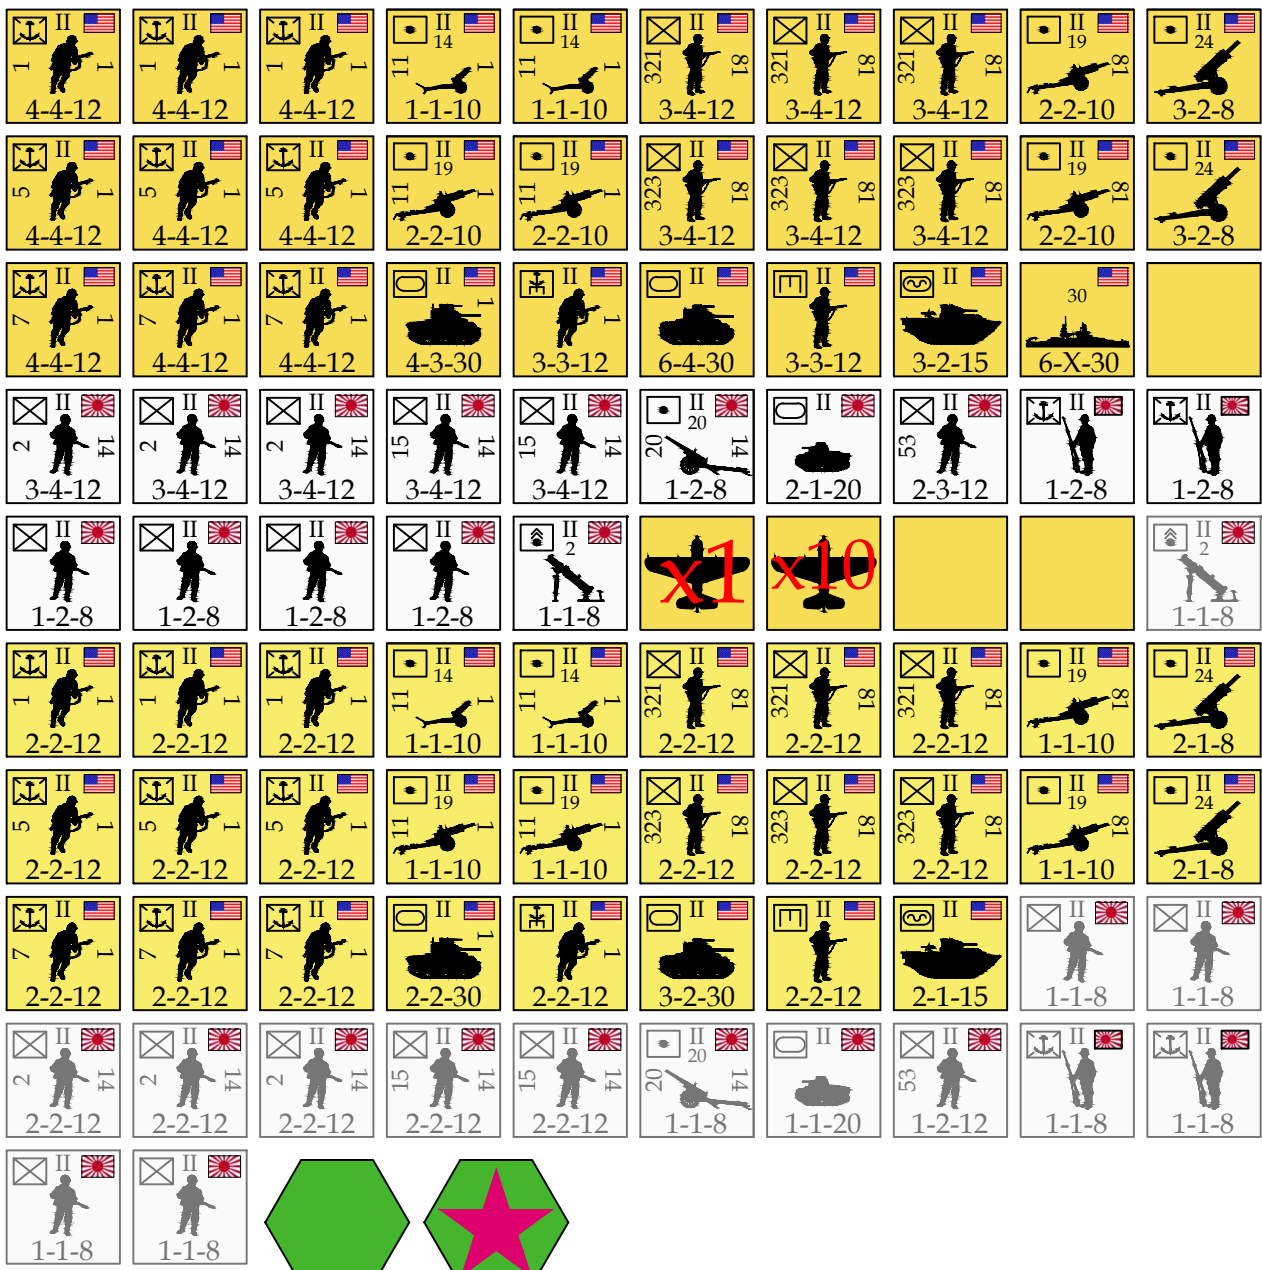 II II II II II II II II II II
14 14 19 24
1 1 1 1 1 1 11 1 11 1 321 81 321 81 321 81 81
4-4-12 4-4-12 4-4-12 1-1-10 1-1-10 3-4-12 3-4-12 3-4-12 2-2-10 3-2-8
II II II II II II II II II II
19 19 19 24
5 1 5 1 5 1 11 1 11 1 323 81 323 81 323 81 81
4-4-12 4-4-12 4-4-12 2-2-10 2-2-10 3-4-12 3-4-12 3-4-12 2-2-10 3-2-8
II II II II II II II II
30
7 1 7 1 7 1 1 1
4-4-12 4-4-12 4-4-12 4-3-30 3-3-12 6-4-30 3-3-12 3-2-15 6-X-30
II II II II II II II II II II
20
2 14 2 14 2 14 15 14 15 14 20 14 53
3-4-12 3-4-12 3-4-12 3-4-12 3-4-12 1-2-8 2-1-20 2-3-12 1-2-8 1-2-8
II II II II II II
2 x1 x10 2
1-2-8 1-2-8 1-2-8 1-2-8 1-1-8 1-1-8
II II II II II II II II II II
14 14 19 24
1 1 1 1 1 1 11 1 11 1 321 81 321 81 321 81 81
2-2-12 2-2-12 2-2-12 1-1-10 1-1-10 2-2-12 2-2-12 2-2-12 1-1-10 2-1-8
II II II II II II II II II II
19 19 19 24
5 1 5 1 5 1 11 1 11 1 323 81 323 81 323 81 81
2-2-12 2-2-12 2-2-12 1-1-10 1-1-10 2-2-12 2-2-12 2-2-12 1-1-10 2-1-8
II II II II II II II II II II
7 1 7 1 7 1 1 1
2-2-12 2-2-12 2-2-12 2-2-30 2-2-12 3-2-30 2-2-12 2-1-15 1-1-8 1-1-8
II II II II II II II II II II
20
2 14 2 14 2 14 15 14 15 14 20 14 53
2-2-12 2-2-12 2-2-12 2-2-12 2-2-12 1-1-8 1-1-20 1-2-12 1-1-8 1-1-8
II II
1-1-8 1-1-8